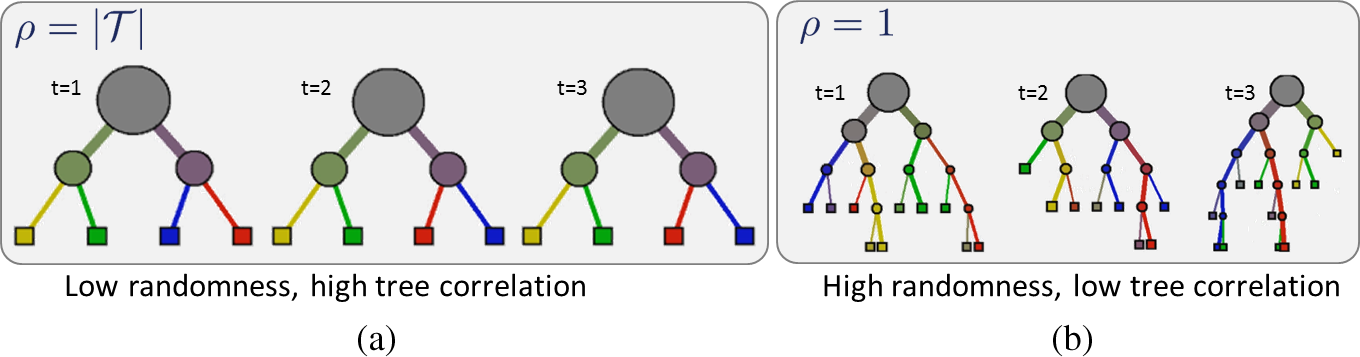 ρ = |𝒯|
t=1
t=2
t=3
Low randomness, high tree correlation
(a)
ρ = 1
t=1
t=2
t=3
High randomness, low tree correlation
(b)